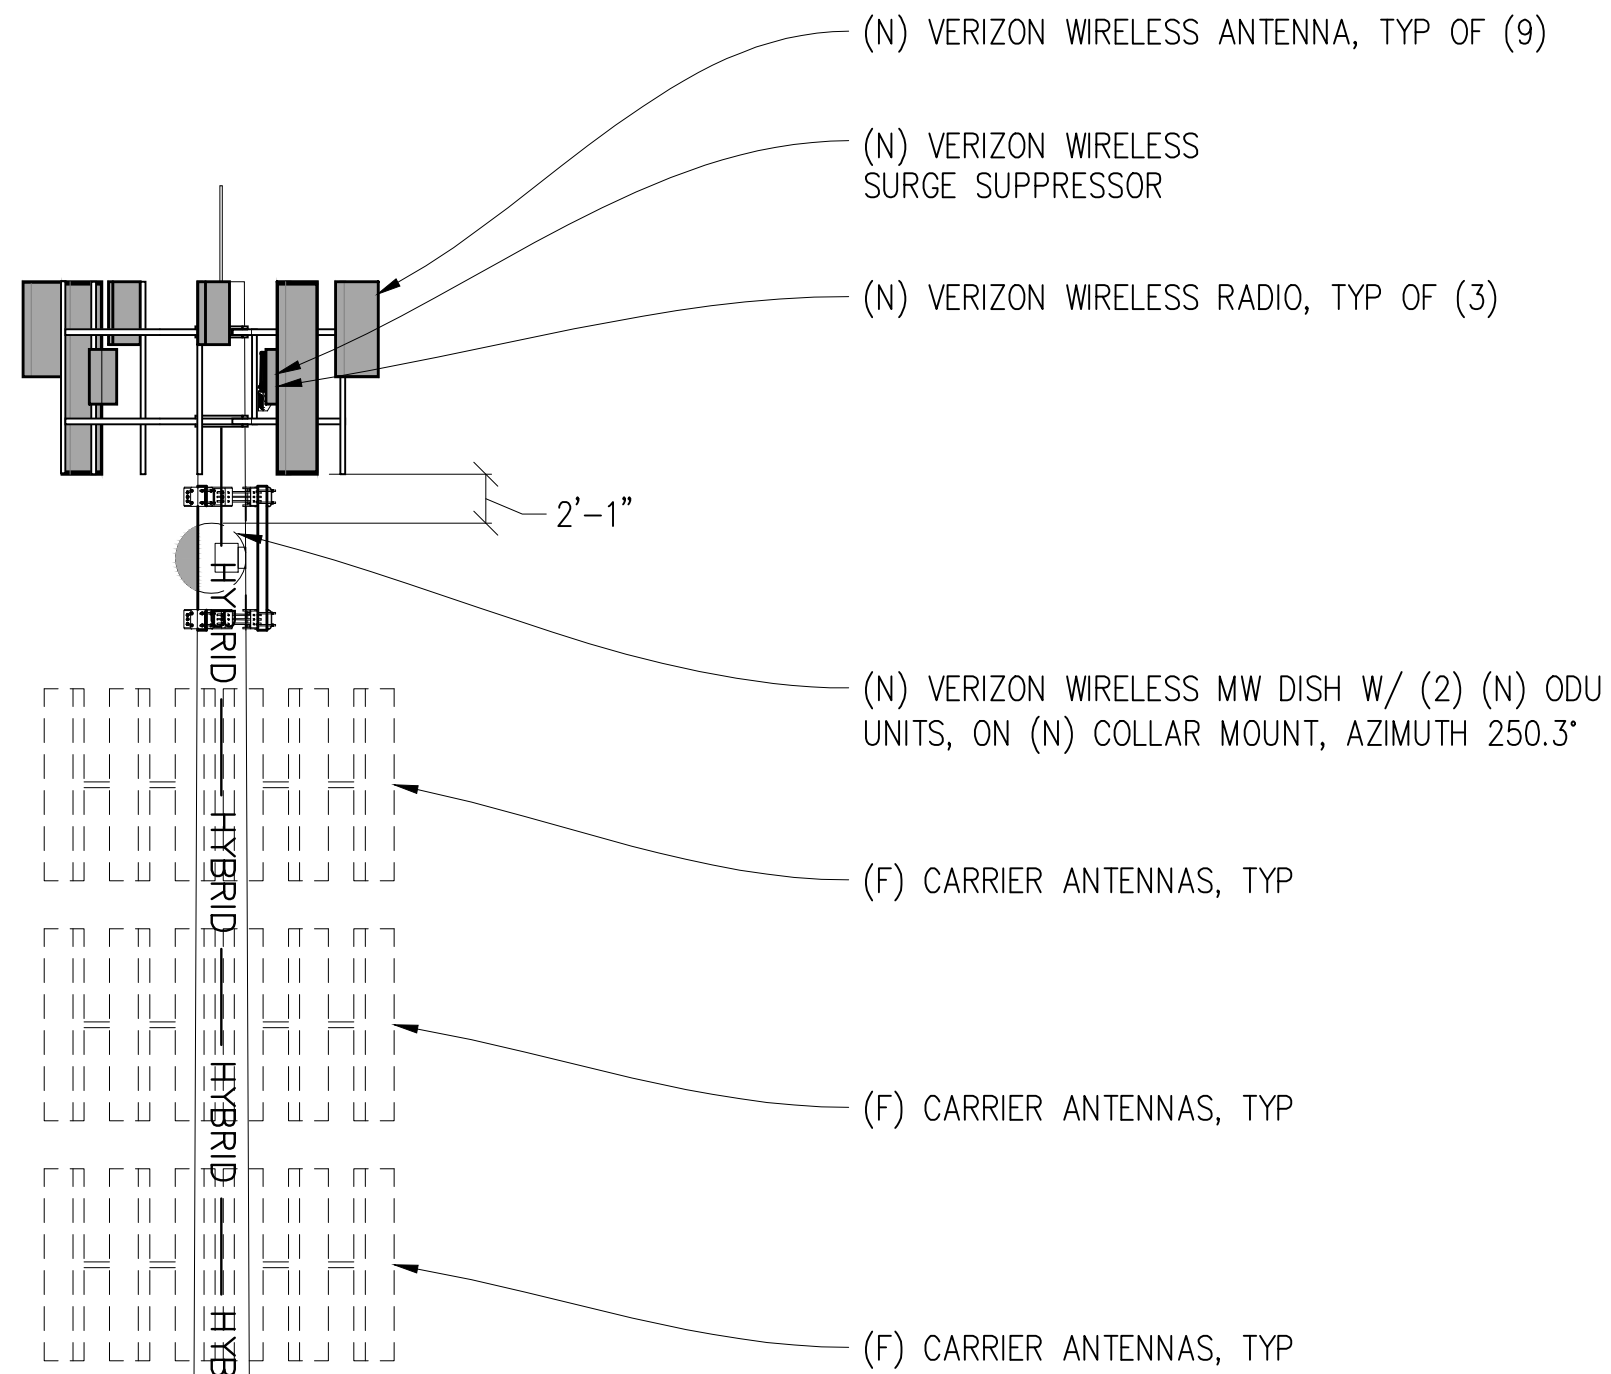 (N) VERIZON WIRELESS ANTENNA, TYP OF (9)
(N) VERIZON WIRELESS
SURGE SUPPRESSOR
(N) VERIZON WIRELESS RADIO, TYP OF (3)
2'-1"
(N) VERIZON WIRELESS MW DISH W/ (2) (N) ODU
UNITS, ON (N) COLLAR MOUNT, AZIMUTH 250.3°
(F) CARRIER ANTENNAS, TYP
(F) CARRIER ANTENNAS, TYP
(F) CARRIER ANTENNAS, TYP
HYBRID
HYBRID
HYBRID
HYB